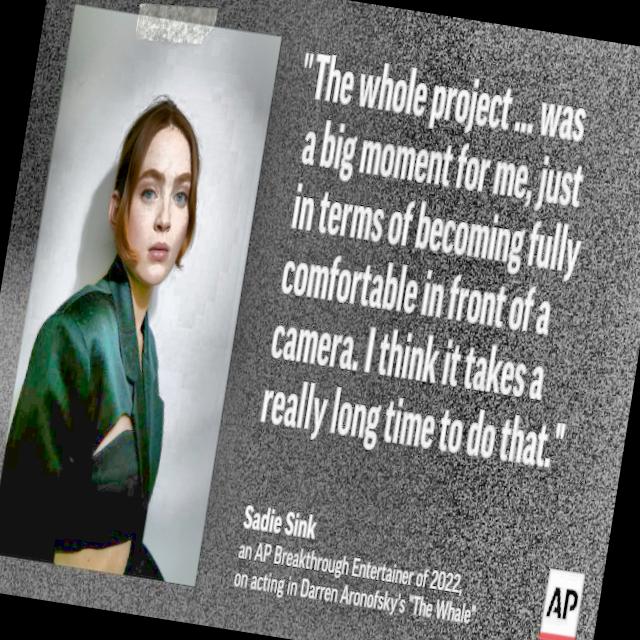 "The whole project ... was
a big moment for me, just
in terms of becoming fully
comfortable in front of a
camera. I think it takes a
really long time to do that."
Sadie Sink
an AP Breakthrough Entertainer of 2022,
on acting in Darren Aronofsky's "The Whale"
AP